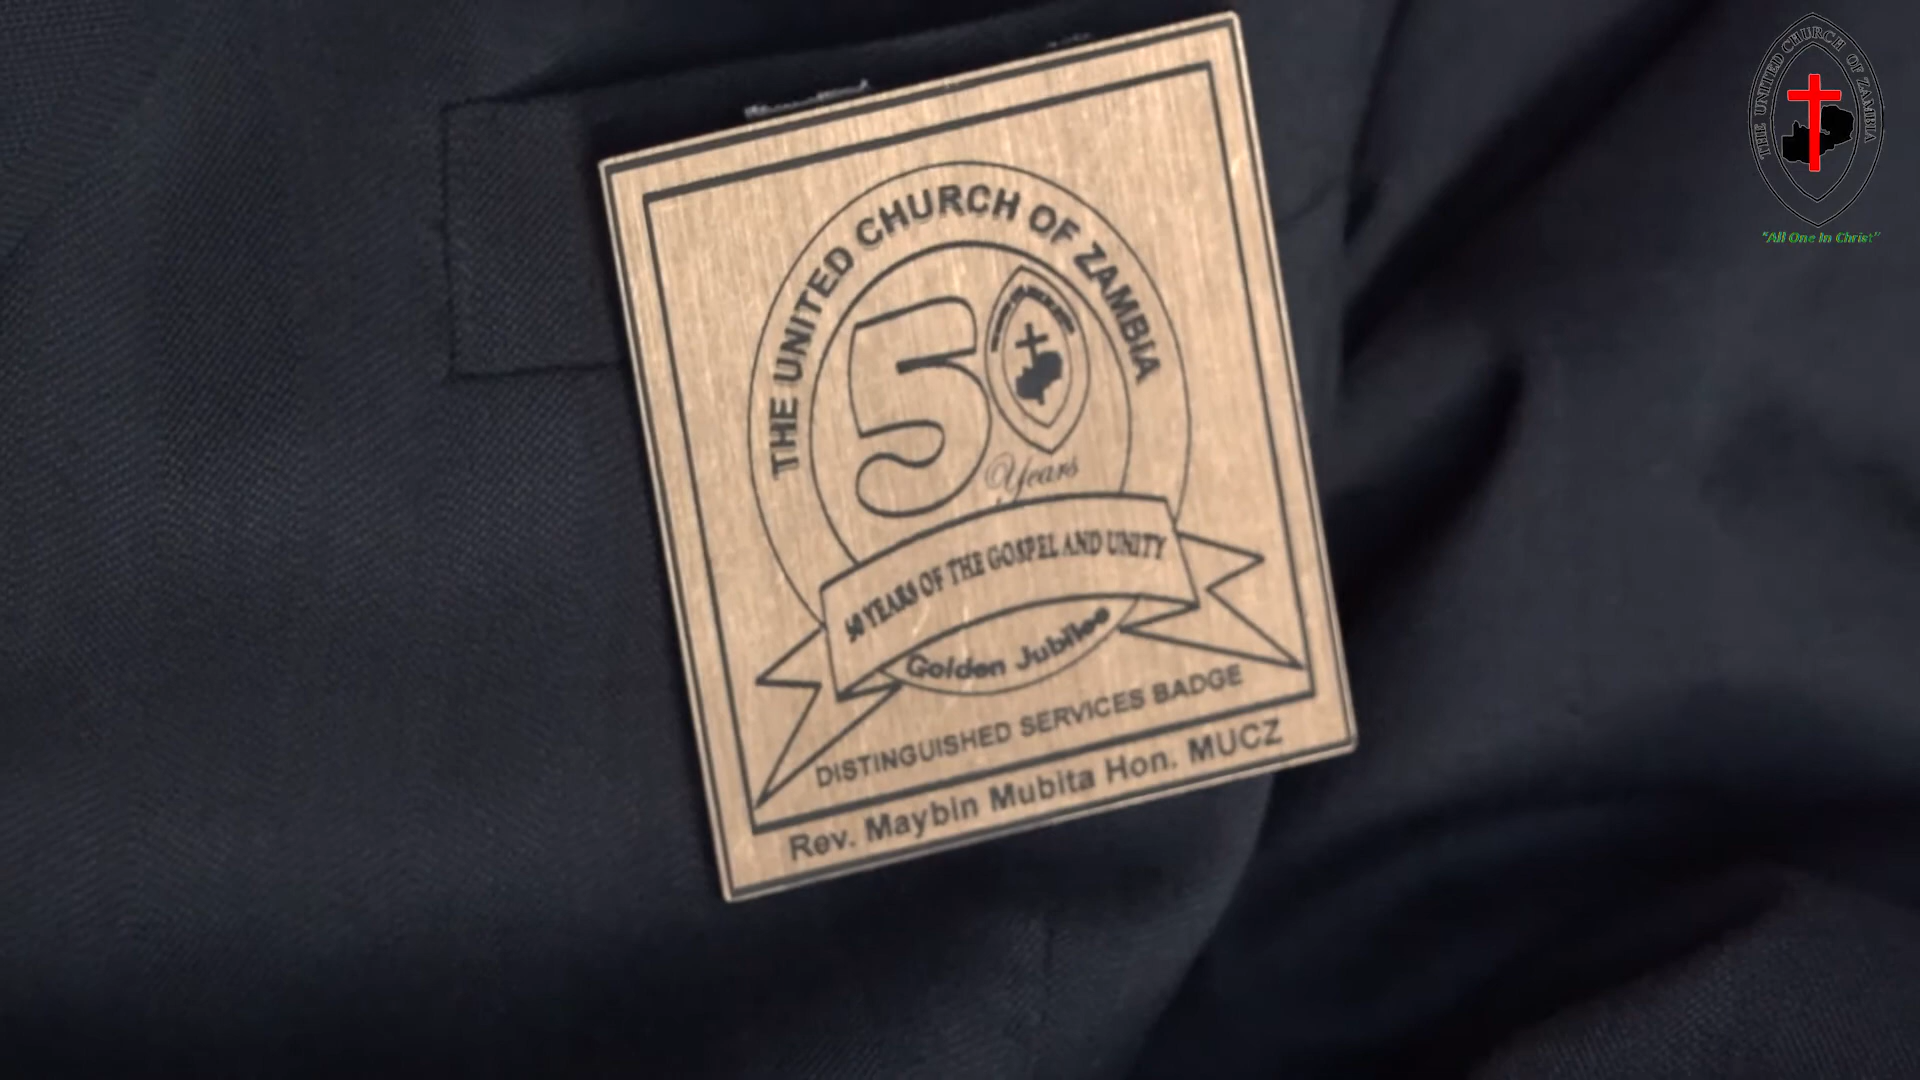 THE UNITED CHURCH OF ZAMBIA
50
Years
50 YEARS OF THE GOSPEL AND UNITY
Golden Jubilee
DISTINGUISHED SERVICES BADGE
Rev. Maybin Mubita Hon. MUCZ
THE UNITED CHURCH OF ZAMBIA
"All One In Christ"